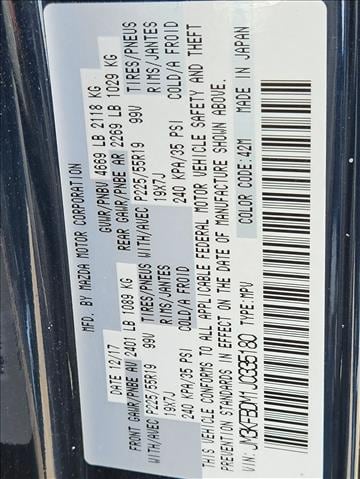 MFD. BY MAZDA MOTOR CORPORATION
DATE: 12/17 GVWR/PNBV 4669 LB 2118 KG
FRONT GAWR/PNBE AV 2401 LB 1089 KG REAR GAWR/PNBE AR 2269 LB 1029 KG
WITH/AVEC P225/55R19 99V TIRES/PNEUS WITH/AVEC P225/55R19 99V TIRES/PNEUS
19X7J RIMS/JANTES 19X7J RIMS/JANTES
240 KPA/35 PSI COLD/A FROID 240 KPA/35 PSI COLD/A FROID
THIS VEHICLE CONFORMS TO ALL APPLICABLE FEDERAL MOTOR VEHICLE SAFETY AND THEFT
PREVENTION STANDARDS IN EFFECT ON THE DATE OF MANUFACTURE SHOWN ABOVE.
MADE IN JAPAN
VIN: JM3KFBDM1J0335180 TYPE: MPV COLOR CODE: 42M